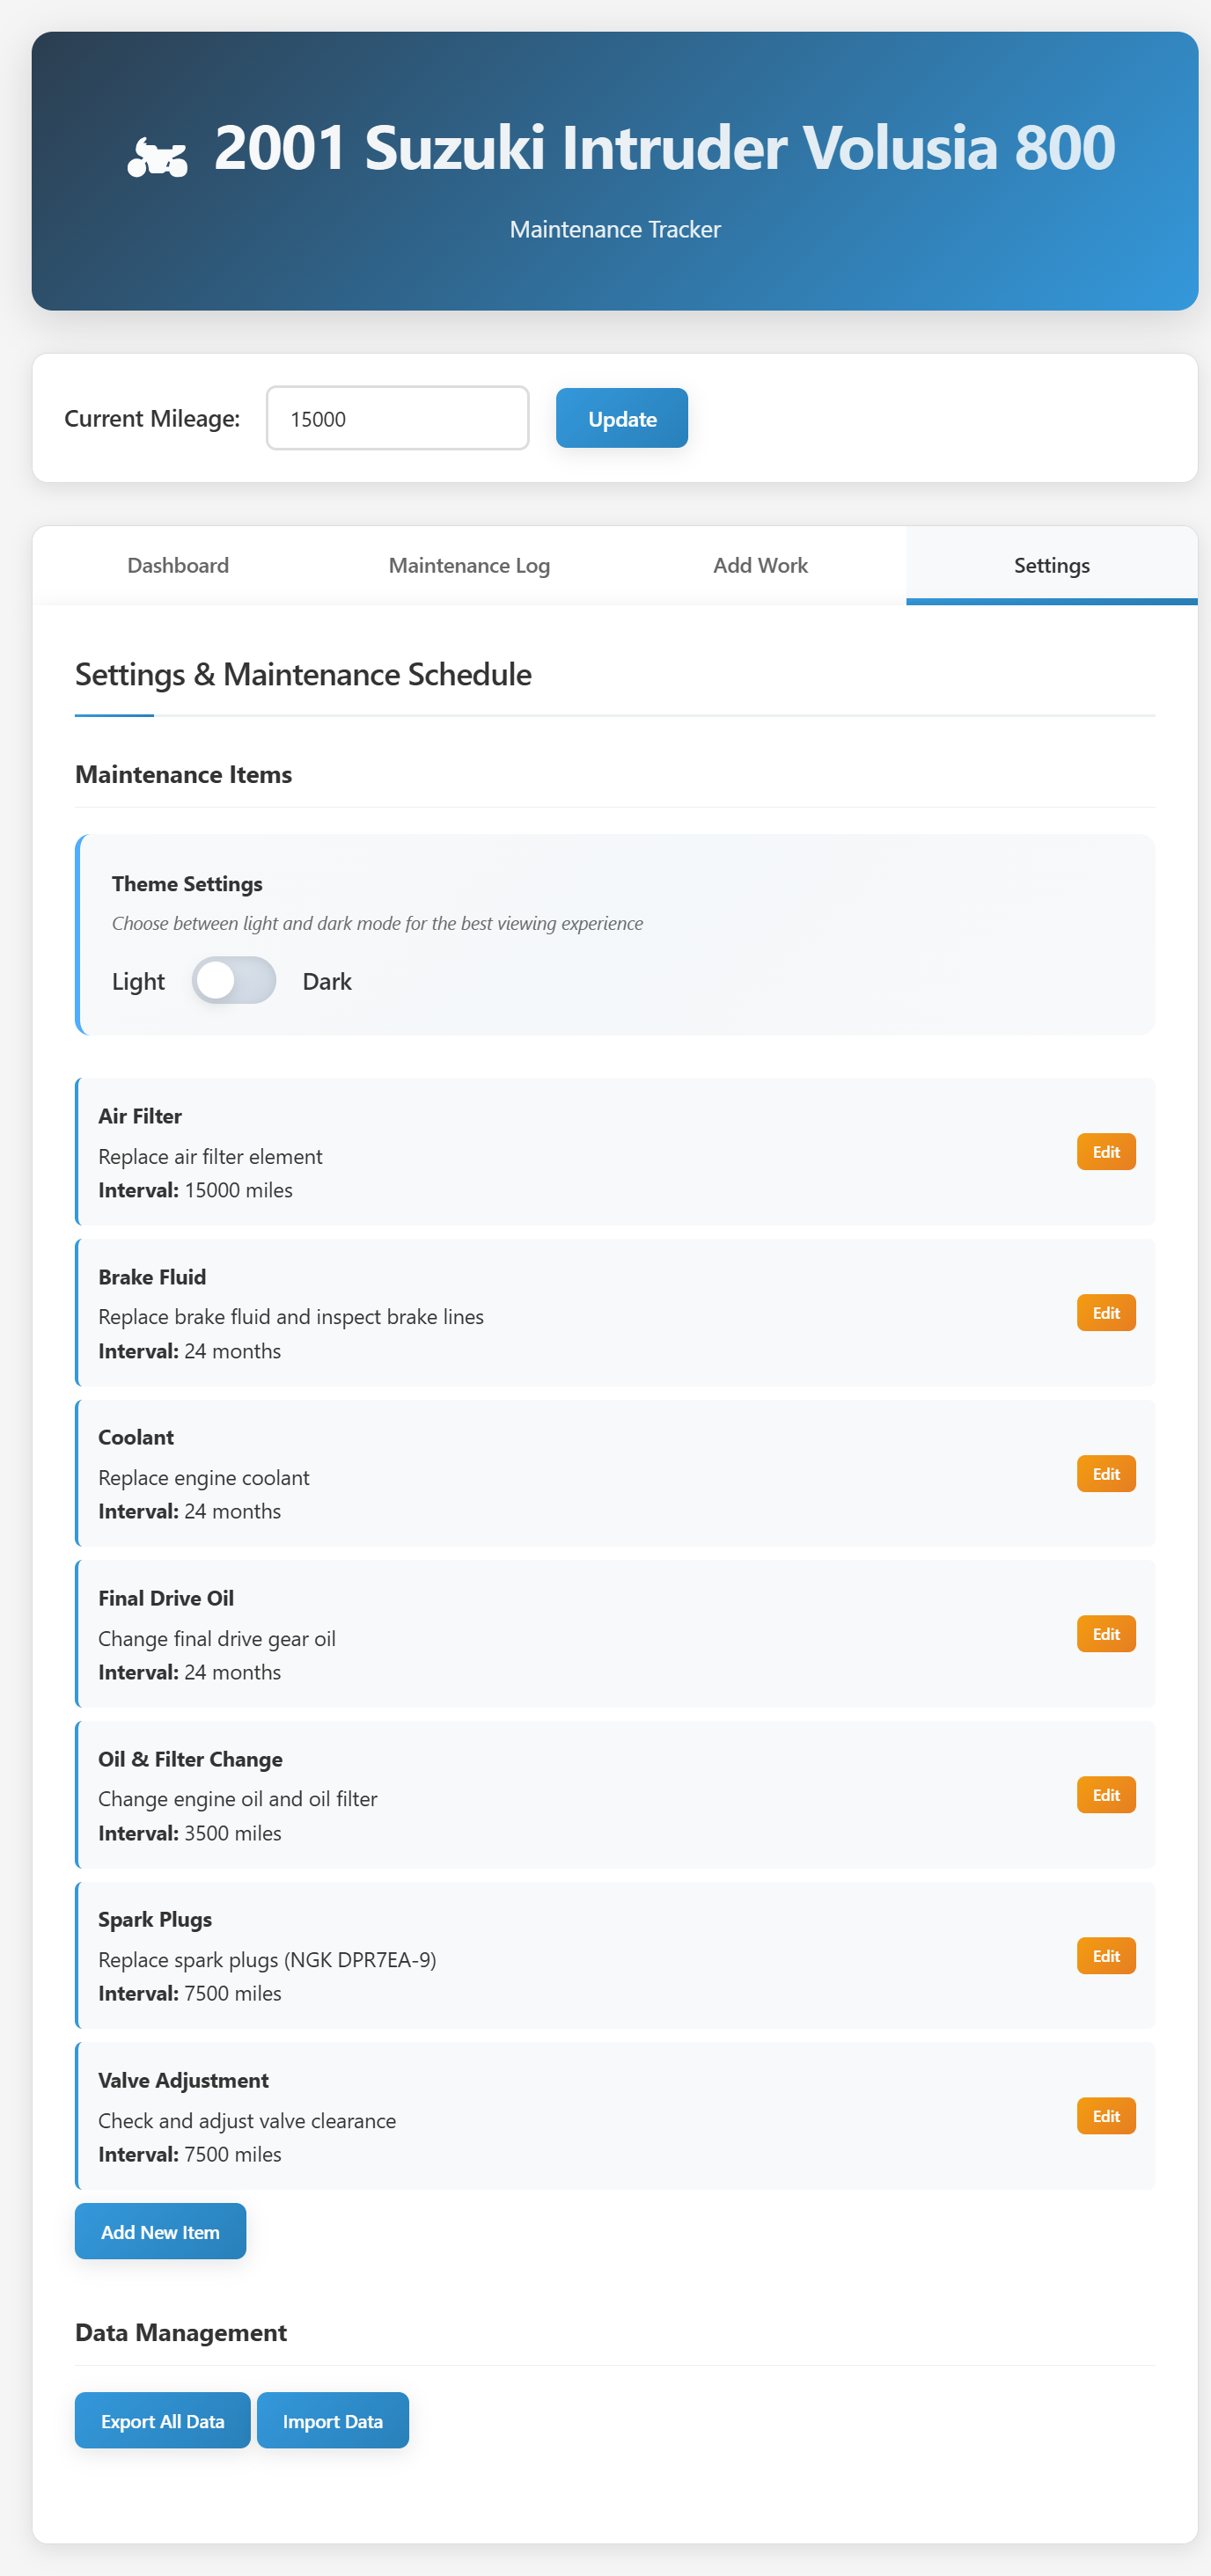 2001 Suzuki Intruder Volusia 800
Maintenance Tracker
Current Mileage: 15000 Update
Dashboard Maintenance Log Add Work Settings
Settings & Maintenance Schedule
Maintenance Items
Theme Settings
Choose between light and dark mode for the best viewing experience
Light Dark
Air Filter
Replace air filter element
Interval: 15000 miles
Edit
Brake Fluid
Replace brake fluid and inspect brake lines
Interval: 24 months
Edit
Coolant
Replace engine coolant
Interval: 24 months
Edit
Final Drive Oil
Change final drive gear oil
Interval: 24 months
Edit
Oil & Filter Change
Change engine oil and oil filter
Interval: 3500 miles
Edit
Spark Plugs
Replace spark plugs (NGK DPR7EA-9)
Interval: 7500 miles
Edit
Valve Adjustment
Check and adjust valve clearance
Interval: 7500 miles
Edit
Add New Item
Data Management
Export All Data Import Data